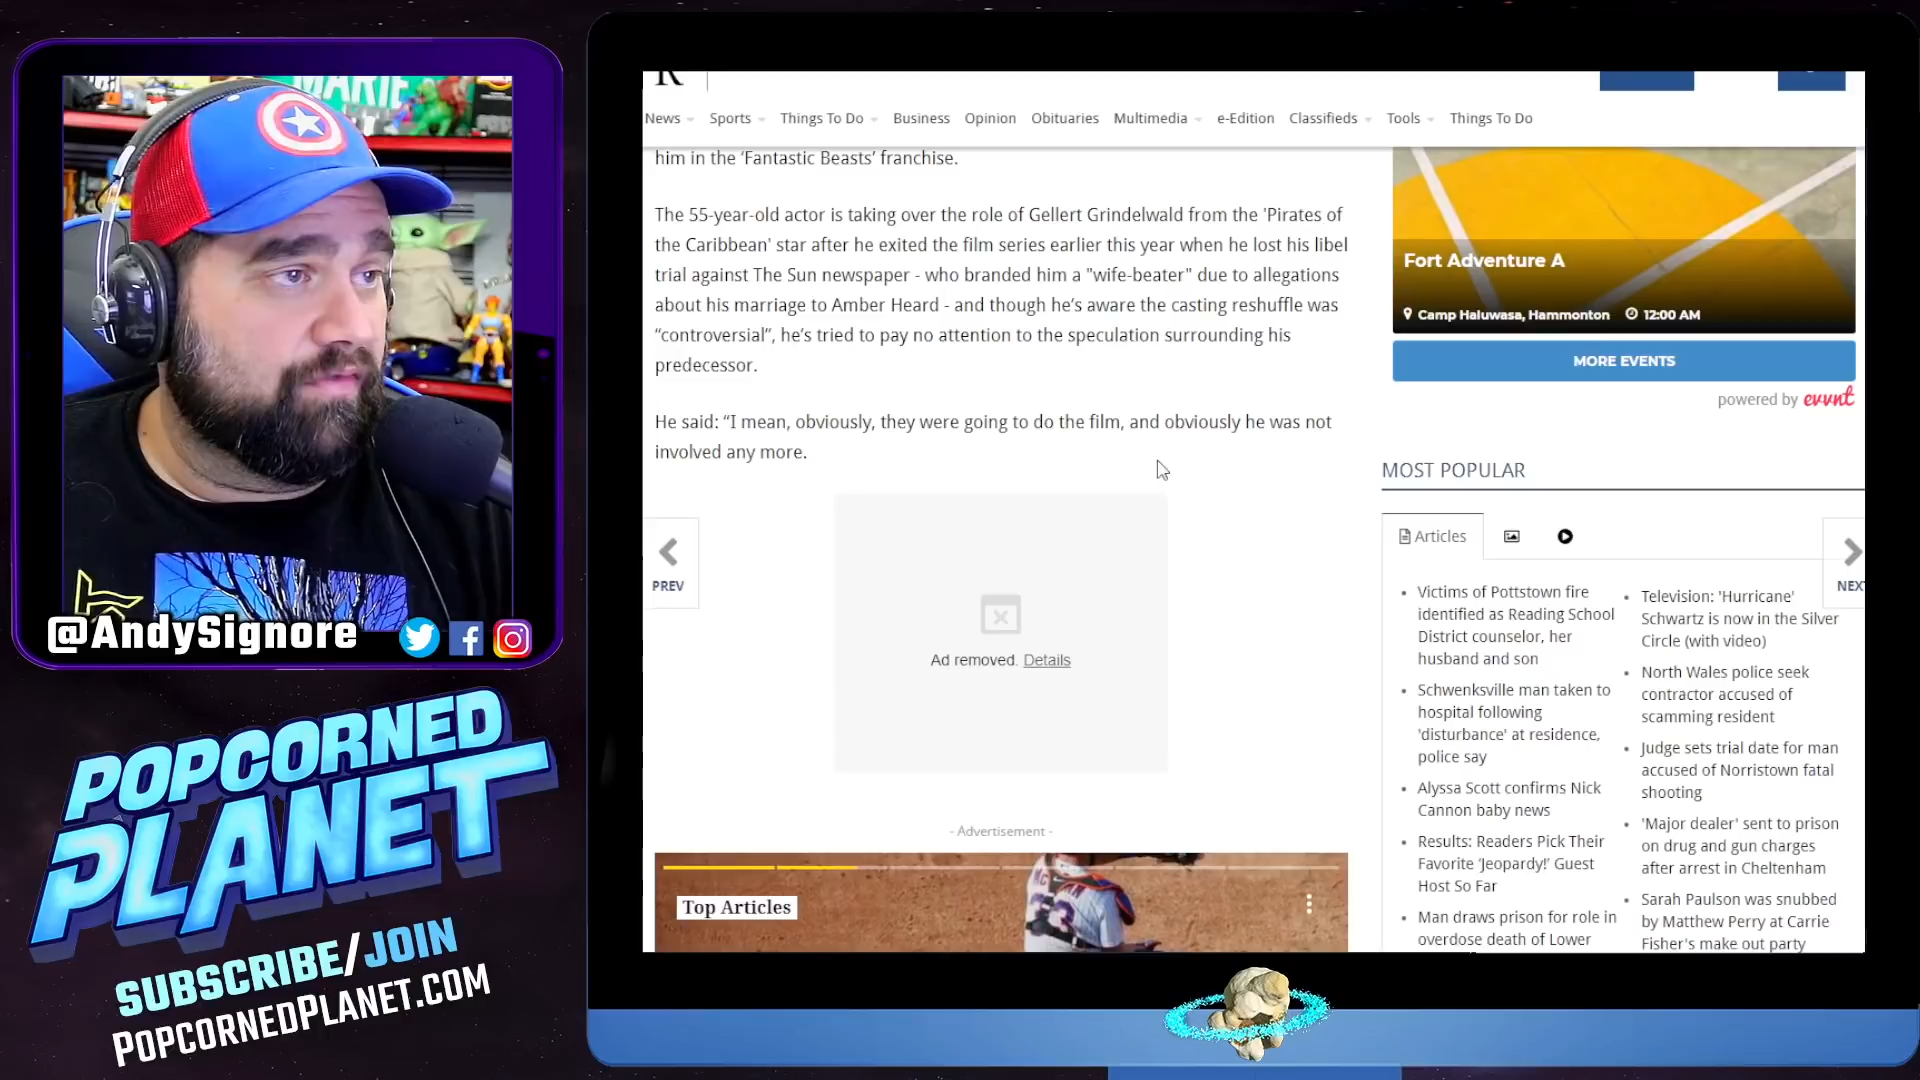 MARIE
@AndySignore
POPCORNED
PLANET
SUBSCRIBE/JOIN
POPCORNEDPLANET.COM
News
Sports
Things To Do
Business
Opinion
Obituaries
Multimedia
e-Edition
Classifieds
Tools
Things To Do
him in the ‘Fantastic Beasts’ franchise.
The 55-year-old actor is taking over the role of Gellert Grindelwald from the 'Pirates of
the Caribbean' star after he exited the film series earlier this year when he lost his libel
trial against The Sun newspaper - who branded him a "wife-beater" due to allegations
about his marriage to Amber Heard - and though he’s aware the casting reshuffle was
“controversial”, he’s tried to pay no attention to the speculation surrounding his
predecessor.
He said: “I mean, obviously, they were going to do the film, and obviously he was not
involved any more.
PREV
Ad removed. Details
- Advertisement -
Top Articles
Fort Adventure A
Camp Haluwasa, Hammonton 12:00 AM
MORE EVENTS
powered by evvnt
MOST POPULAR
Articles
NEXT
Victims of Pottstown fire
identified as Reading School
District counselor, her
husband and son
Schwenksville man taken to
hospital following
'disturbance' at residence,
police say
Alyssa Scott confirms Nick
Cannon baby news
Results: Readers Pick Their
Favorite ‘Jeopardy!’ Guest
Host So Far
Man draws prison for role in
overdose death of Lower
Television: 'Hurricane'
Schwartz is now in the Silver
Circle (with video)
North Wales police seek
contractor accused of
scamming resident
Judge sets trial date for man
accused of Norristown fatal
shooting
'Major dealer' sent to prison
on drug and gun charges
after arrest in Cheltenham
Sarah Paulson was snubbed
by Matthew Perry at Carrie
Fisher's make out party